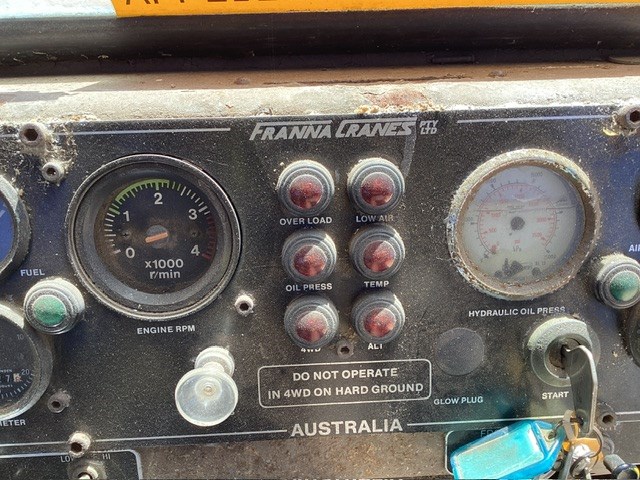 FRANNA CRANES PTY LTD
OVER LOAD
LOW AIR
2
1
3
0
4
x1000
r/min
FUEL
OIL PRESS
TEMP
ENGINE RPM
HYDRAULIC OIL PRESS
4WD
ALT
DO NOT OPERATE
IN 4WD ON HARD GROUND
GLOW PLUG
START
AUSTRALIA
HI